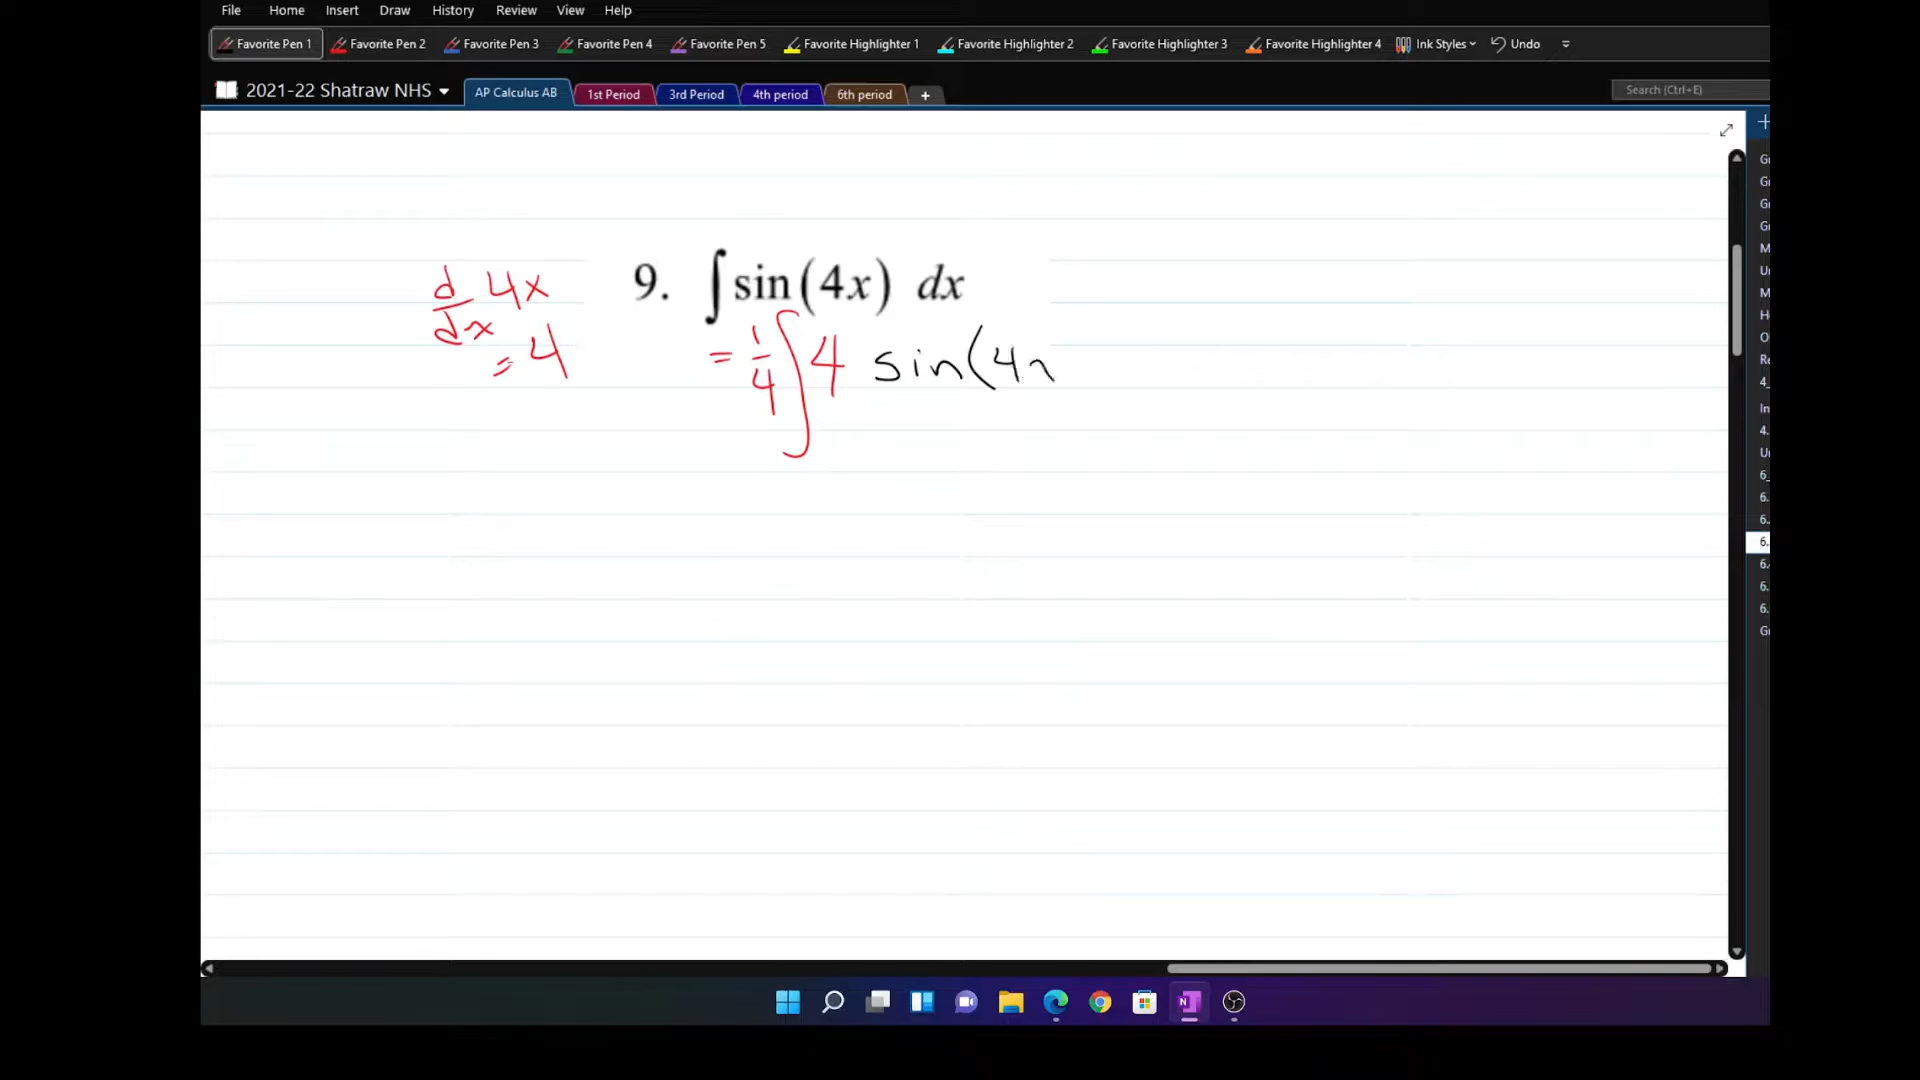 File Home Insert Draw History Review View Help
Favorite Pen 1 Favorite Pen 2 Favorite Pen 3 Favorite Pen 4 Favorite Pen 5 Favorite Highlighter 1 Favorite Highlighter 2 Favorite Highlighter 3 Favorite Highlighter 4 Ink Styles Undo
2021-22 Shatraw NHS AP Calculus AB 1st Period 3rd Period 4th period 6th period + Search (Ctrl+E)
d/dx 4x
= 4
9. ∫ sin(4x) dx
= 1/4 ∫ 4 sin(4x